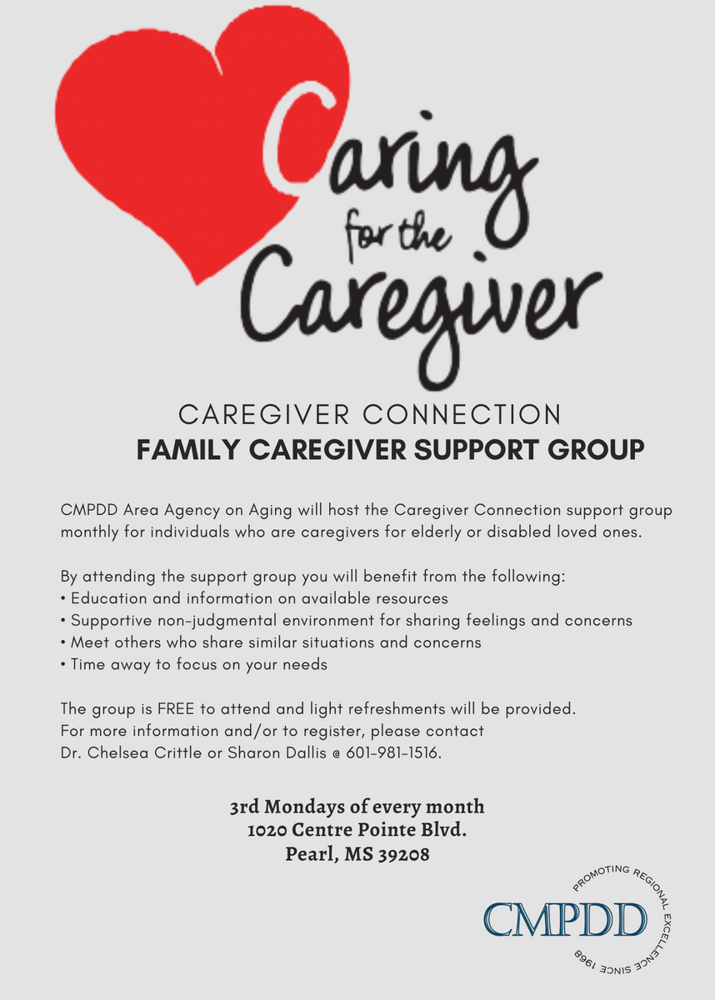 Caring
for the
Caregiver
CAREGIVER CONNECTION
FAMILY CAREGIVER SUPPORT GROUP
CMPDD Area Agency on Aging will host the Caregiver Connection support group
monthly for individuals who are caregivers for elderly or disabled loved ones.
By attending the support group you will benefit from the following:
• Education and information on available resources
• Supportive non-judgmental environment for sharing feelings and concerns
• Meet others who share similar situations and concerns
• Time away to focus on your needs
The group is FREE to attend and light refreshments will be provided.
For more information and/or to register, please contact
Dr. Chelsea Crittle or Sharon Dallis @ 601-981-1516.
3rd Mondays of every month
1020 Centre Pointe Blvd.
Pearl, MS 39208
CMPDD
PROMOTING REGIONAL EXCELLENCE SINCE 1968